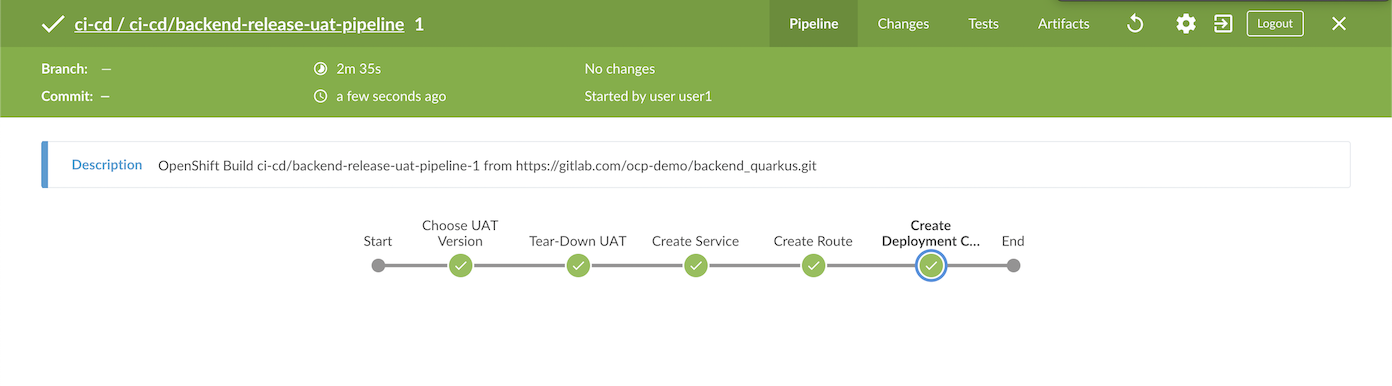 ci-cd / ci-cd/backend-release-uat-pipeline 1 Pipeline Changes Tests Artifacts Logout
Branch: — 2m 35s No changes
Commit: — a few seconds ago Started by user user1
Description OpenShift Build ci-cd/backend-release-uat-pipeline-1 from https://gitlab.com/ocp-demo/backend_quarkus.git
Start
Choose UAT
Version
Tear-Down UAT
Create Service
Create Route
Create
Deployment C...
End